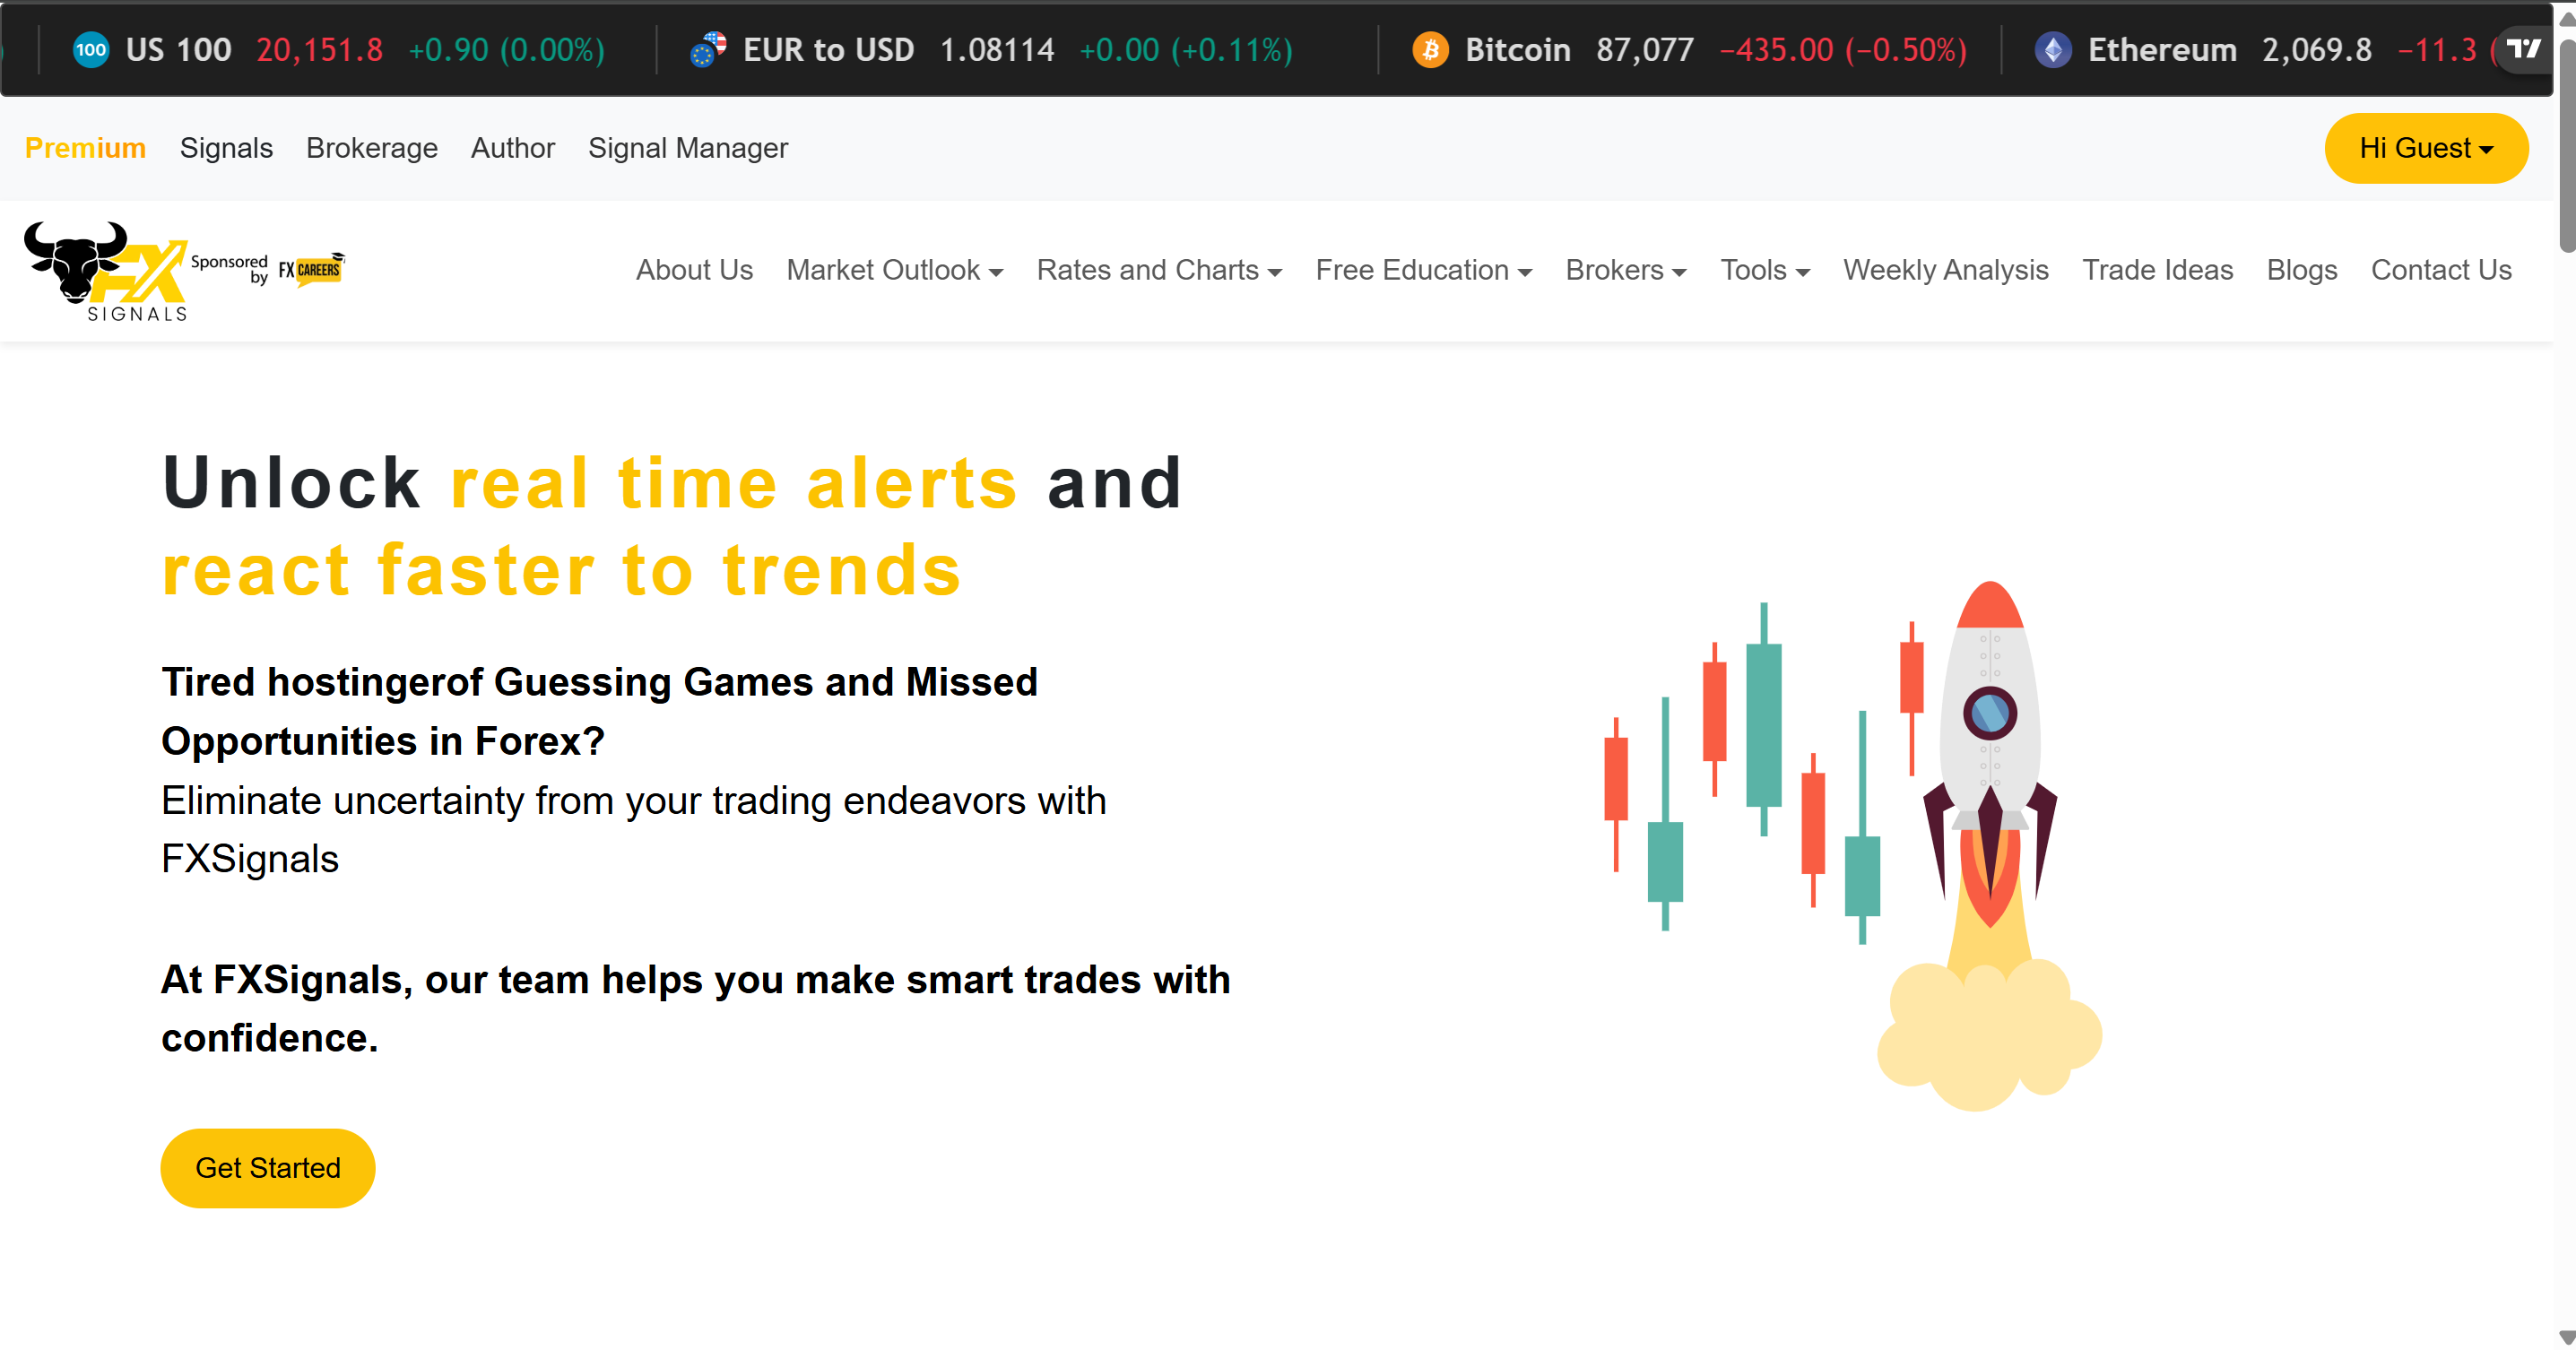 100 US 100 20,151.8 +0.90 (0.00%) EUR to USD 1.08114 +0.00 (+0.11%) Bitcoin 87,077 −435.00 (−0.50%) Ethereum 2,069.8 −11.3 (
Premium Signals Brokerage Author Signal Manager Hi Guest
FX SIGNALS Sponsored by FX CAREERS
About Us Market Outlook Rates and Charts Free Education Brokers Tools Weekly Analysis Trade Ideas Blogs Contact Us
Unlock real time alerts and
react faster to trends
Tired hostingerof Guessing Games and Missed
Opportunities in Forex?
Eliminate uncertainty from your trading endeavors with
FXSignals
At FXSignals, our team helps you make smart trades with
confidence.
Get Started